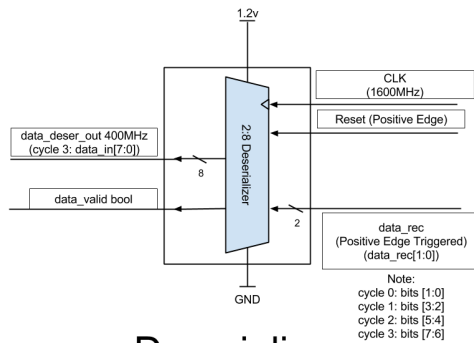 1.2v
CLK
(1600MHz)
Reset (Positive Edge)
data_deser_out 400MHz
(cycle 3: data_in[7:0])
8
2:8 Deserializer
data_valid bool
2
data_rec
(Positive Edge Triggered)
(data_rec[1:0])
GND
Note:
cycle 0: bits [1:0]
cycle 1: bits [3:2]
cycle 2: bits [5:4]
cycle 3: bits [7:6]